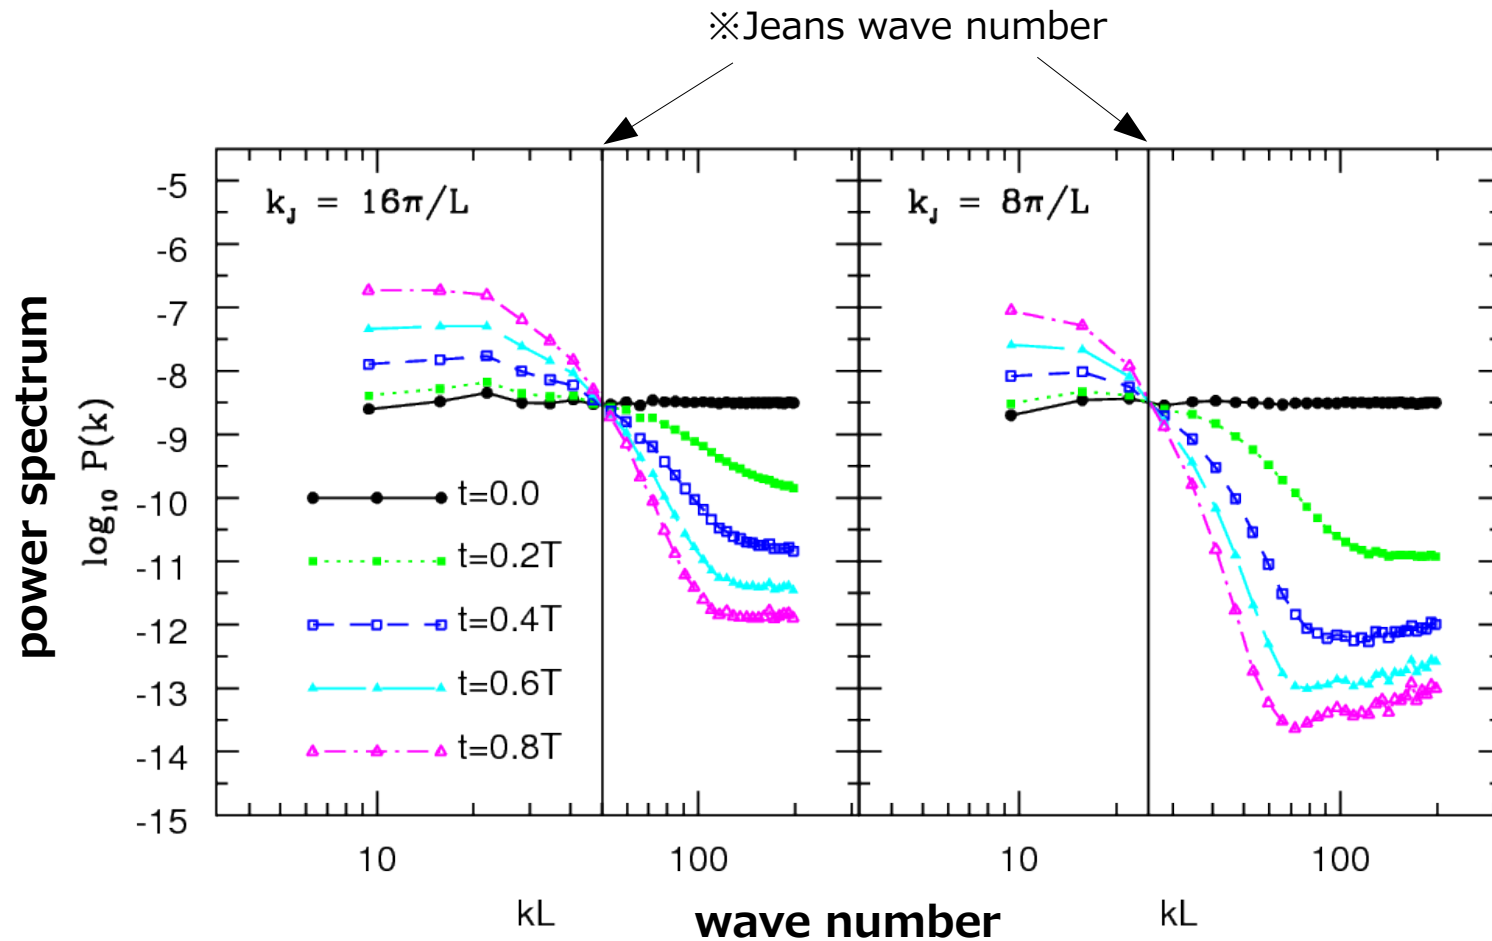 ※Jeans wave number
k_J = 16π/L
k_J = 8π/L
-5
-6
-7
-8
-9
-10
-11
-12
-13
-14
-15
power spectrum
log₁₀ P(k)
t=0.0
t=0.2T
t=0.4T
t=0.6T
t=0.8T
10
100
10
100
kL
wave number
kL